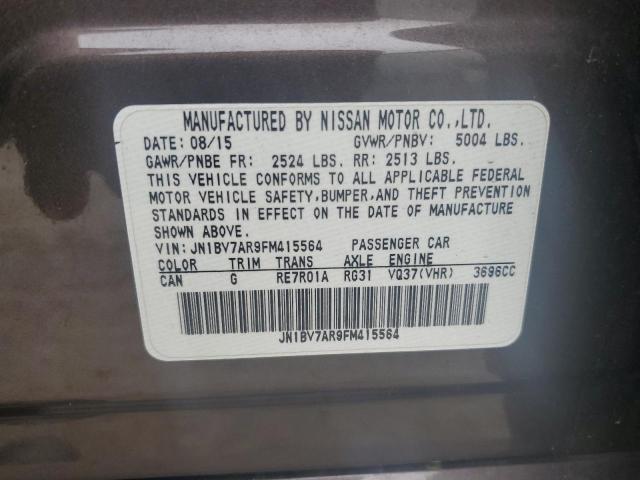 MANUFACTURED BY NISSAN MOTOR CO.,LTD.
DATE: 08/15 GVWR/PNBV: 5004 LBS.
GAWR/PNBE FR: 2524 LBS. RR: 2513 LBS.
THIS VEHICLE CONFORMS TO ALL APPLICABLE FEDERAL
MOTOR VEHICLE SAFETY,BUMPER,AND THEFT PREVENTION
STANDARDS IN EFFECT ON THE DATE OF MANUFACTURE
SHOWN ABOVE.
VIN: JN1BV7AR9FM415564 PASSENGER CAR
COLOR TRIM TRANS AXLE ENGINE
CAN G RE7R01A RG31 VQ37(VHR) 3696CC
JN1BV7AR9FM415564